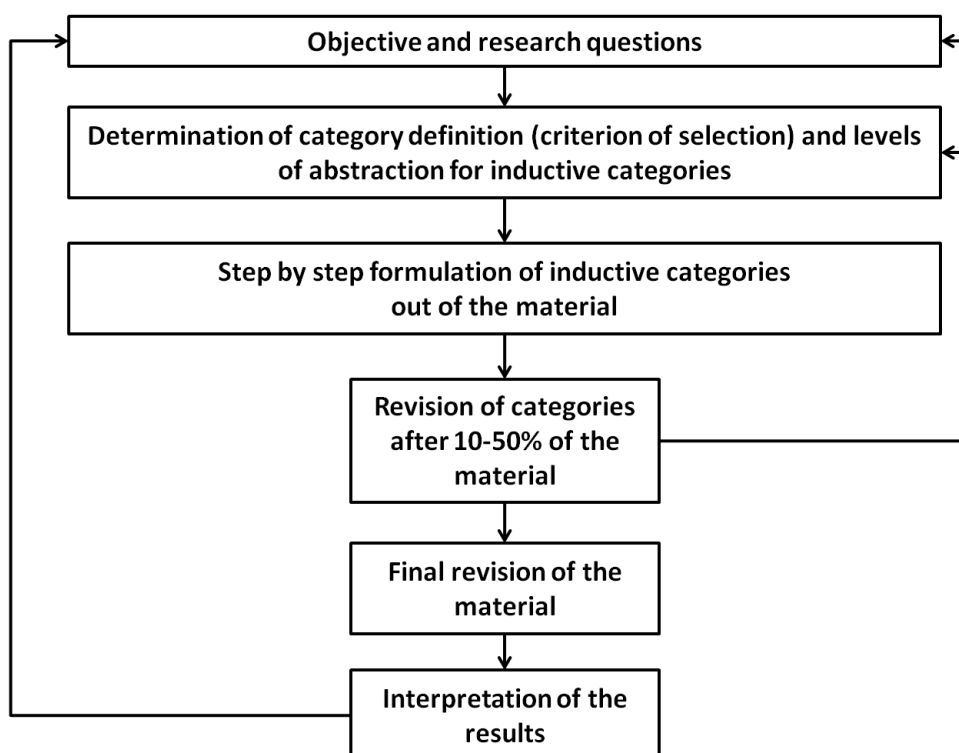 Objective and research questions
Determination of category definition (criterion of selection) and levels
of abstraction for inductive categories
Step by step formulation of inductive categories
out of the material
Revision of categories
after 10-50% of the
material
Final revision of the
material
Interpretation of the
results